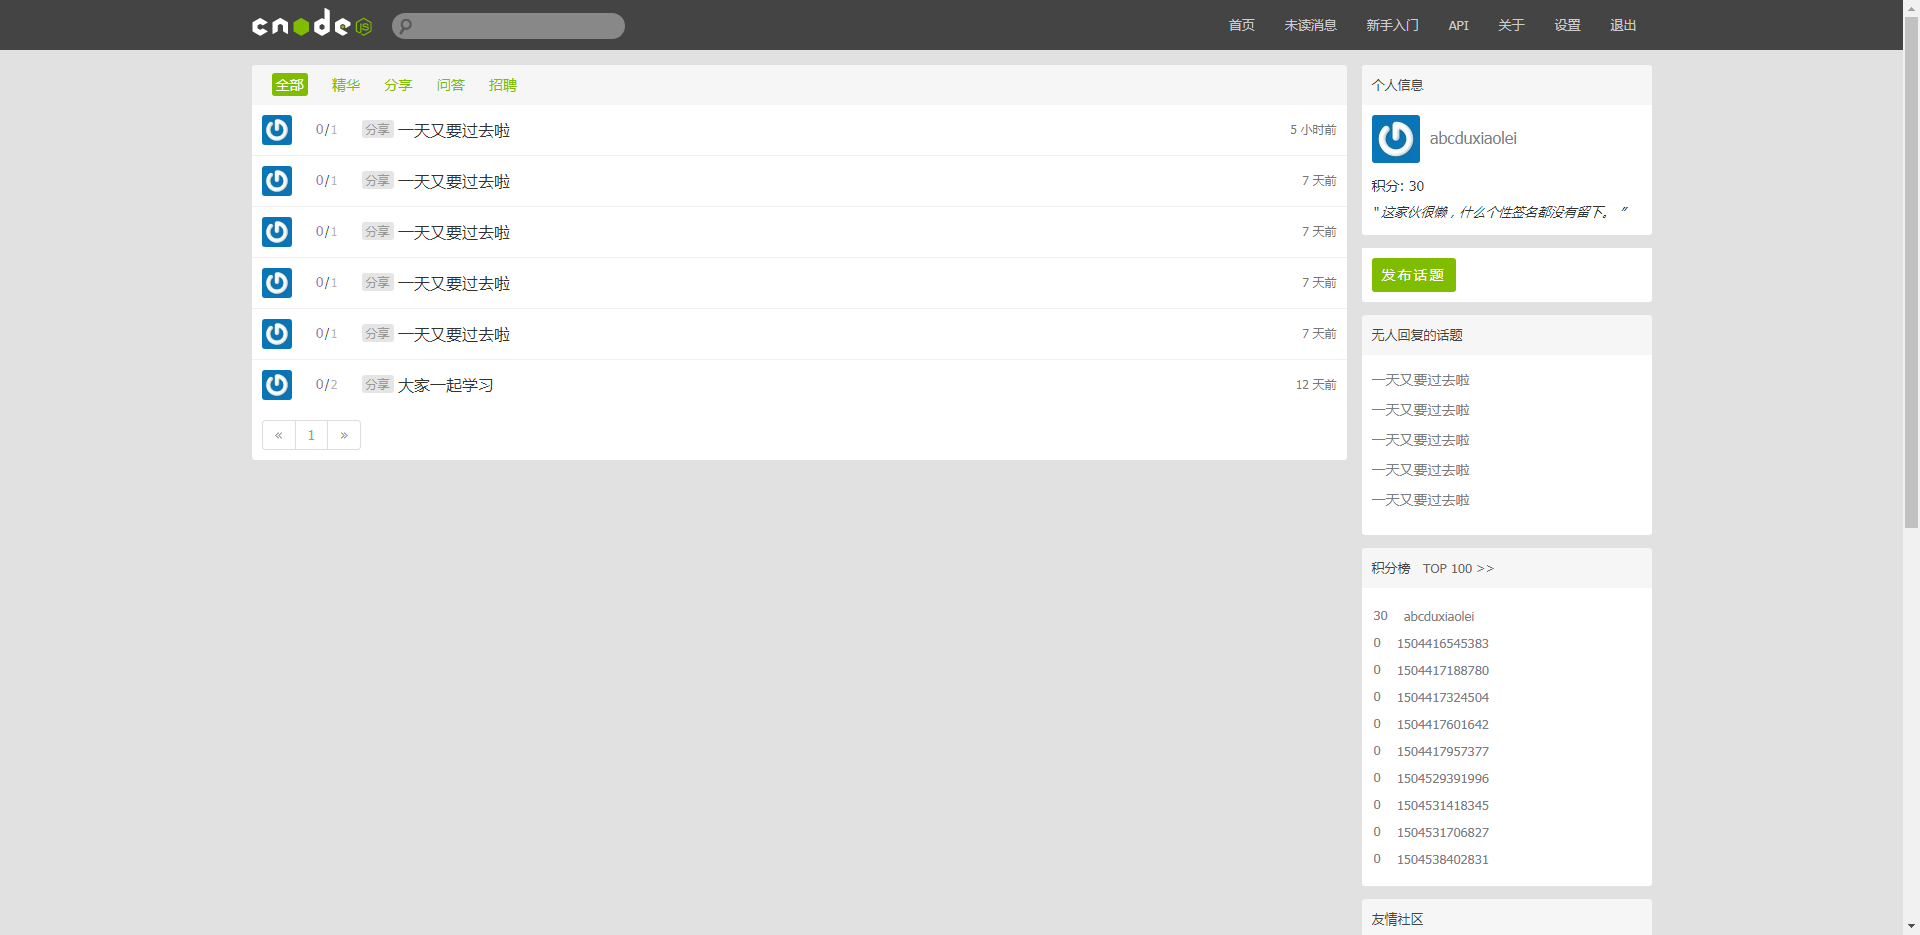 cnodejs
首页 未读消息 新手入门 API 关于 设置 退出
全部 精华 分享 问答 招聘
0/1 分享 一天又要过去啦 5 小时前
0/1 分享 一天又要过去啦 7 天前
0/1 分享 一天又要过去啦 7 天前
0/1 分享 一天又要过去啦 7 天前
0/1 分享 一天又要过去啦 7 天前
0/2 分享 大家一起学习 12 天前
« 1 »
个人信息
abcduxiaolei
积分: 30
" 这家伙很懒，什么个性签名都没有留下。 "
发布话题
无人回复的话题
一天又要过去啦
一天又要过去啦
一天又要过去啦
一天又要过去啦
一天又要过去啦
积分榜 TOP 100 >>
30 abcduxiaolei
0 1504416545383
0 1504417188780
0 1504417324504
0 1504417601642
0 1504417957377
0 1504529391996
0 1504531418345
0 1504531706827
0 1504538402831
友情社区